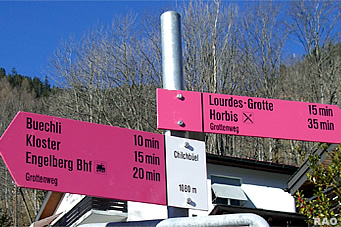 Lourdes-Grotte 15 min
Horbis 35 min
Grottenweg
Buechli 10 min
Kloster 15 min
Engelberg Bhf 20 min
Grottenweg
Chilchbüel
1080 m
RAO